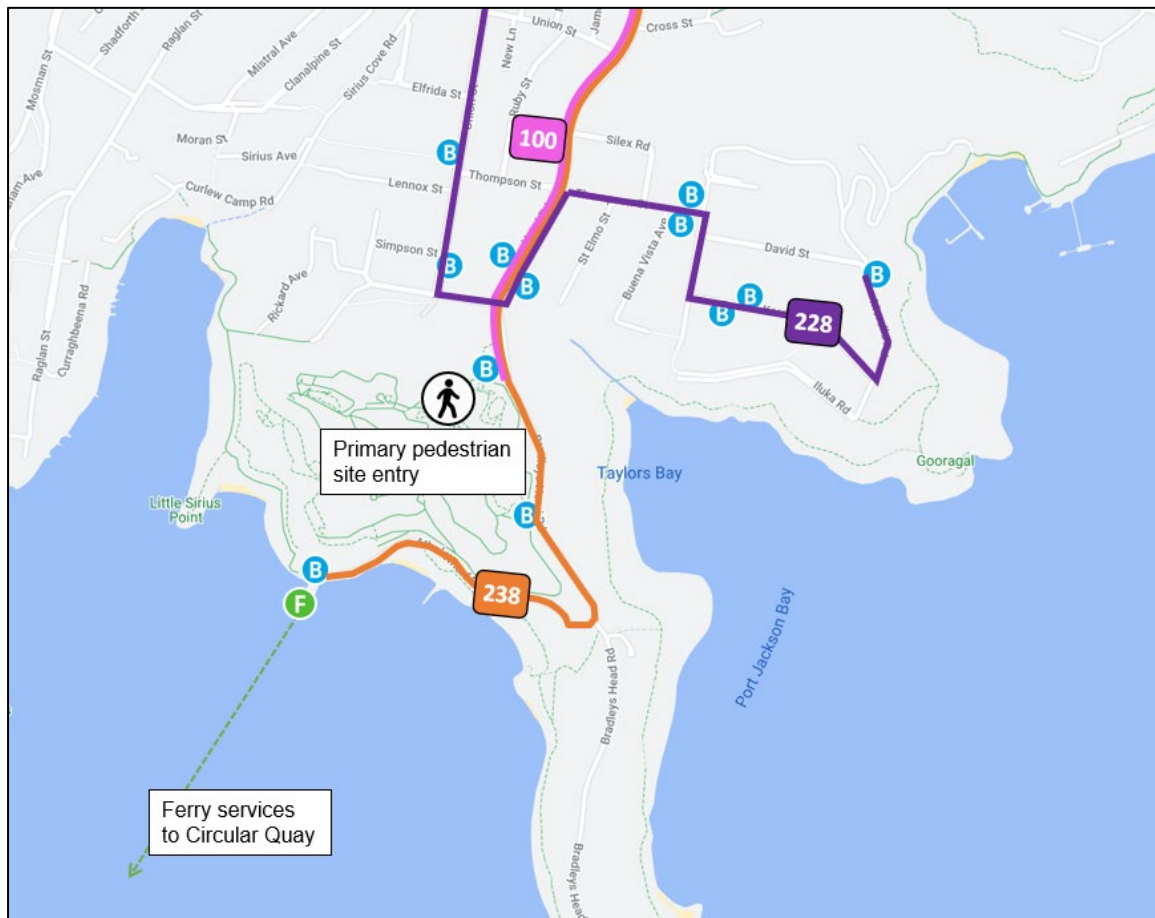 Union St
Cross St
Shadforth St
Raglan St
Mistral Ave
Clanalpine St
Sirius Cove Rd
New Ln
Mosman St
Elfrida St
Ruby St
100
Silex Rd
Moran St
Sirius Ave
Thompson St
Lennox St
Curlew Camp Rd
St Elmo St
Buena Vista Ave
David St
Simpson St
Rickard Ave
Curraghbeena Rd
Raglan St
228
Iluka Rd
Primary pedestrian
site entry
Taylors Bay
Gooragal
Little Sirius
Point
238
F
Port Jackson Bay
Bradleys Head Rd
Ferry services
to Circular Quay
Bradleys Head
B
B
B
B
B
B
B
B
B
B
B
B